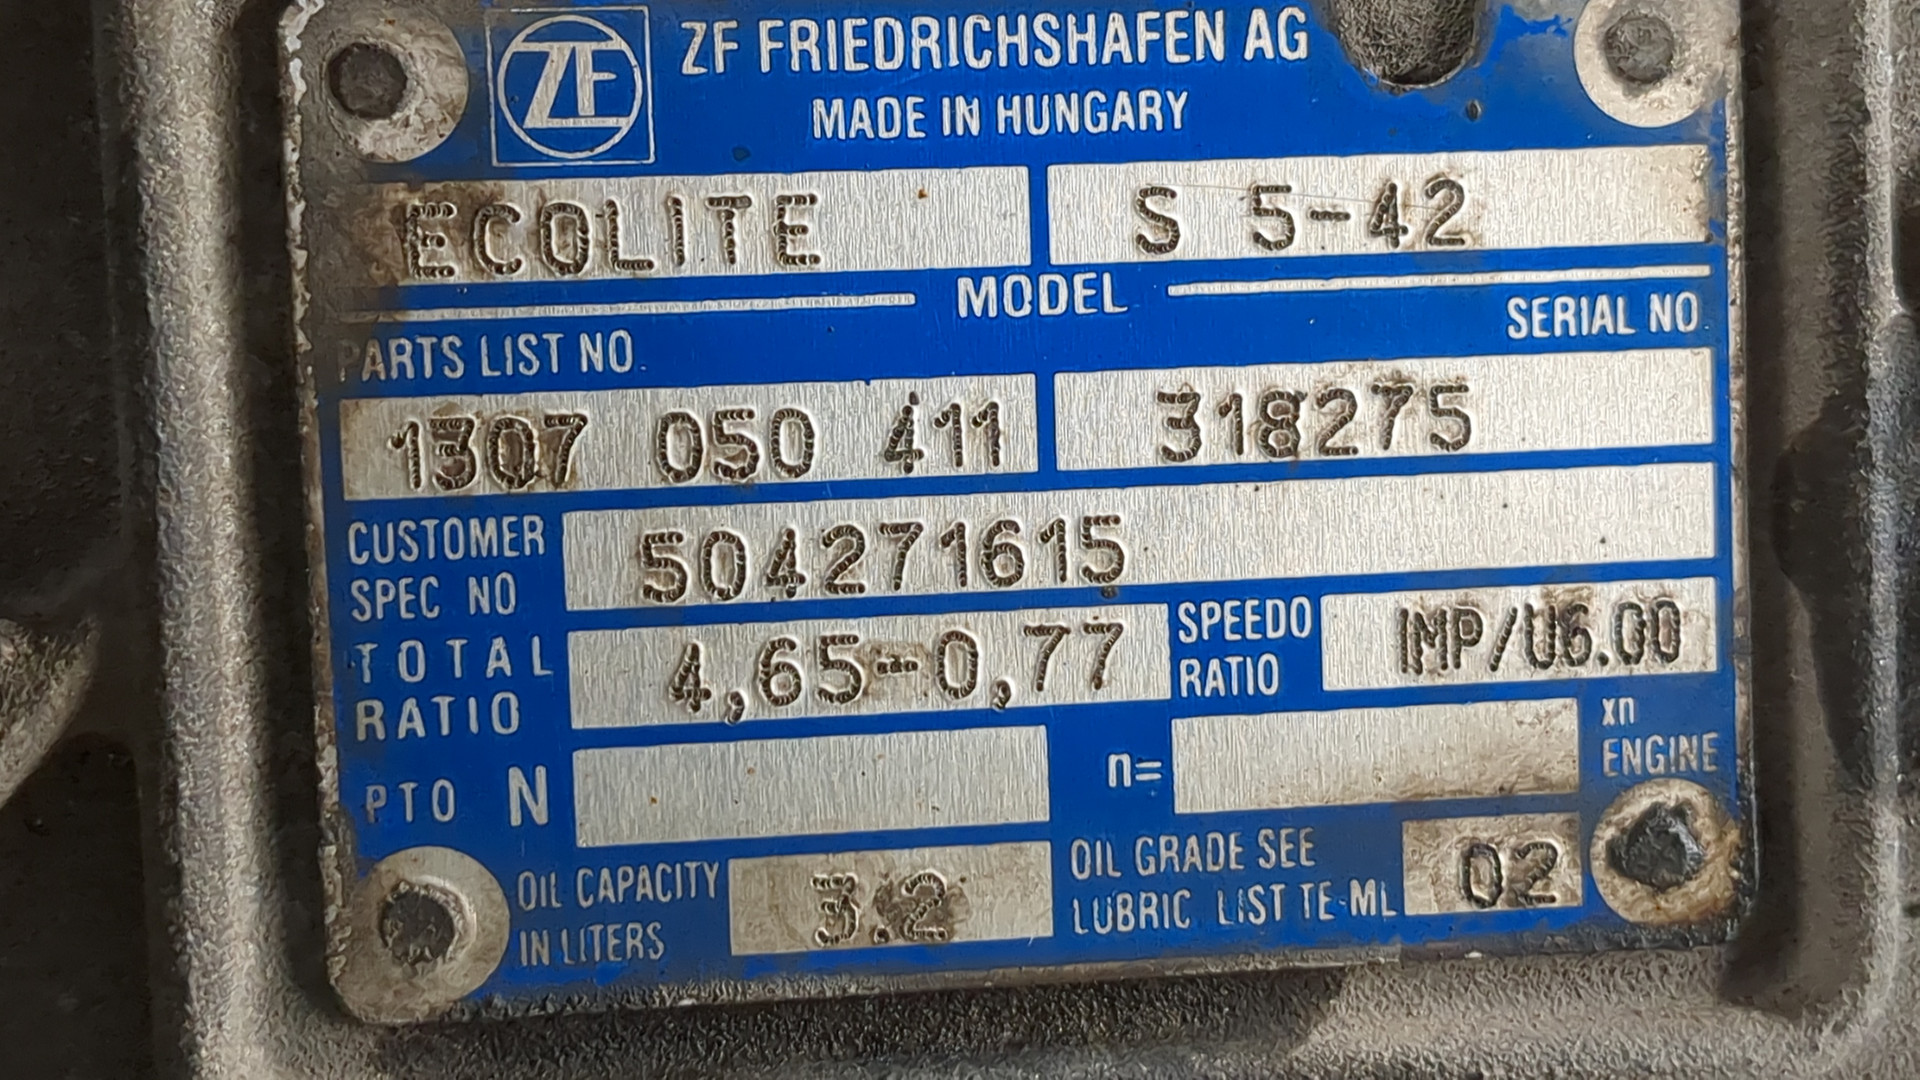 ZF ZF FRIEDRICHSHAFEN AG
MADE IN HUNGARY
ECOLITE S 5-42
MODEL
PARTS LIST NO. SERIAL NO.
1307 050 411 318275
CUSTOMER SPEC NO 504271615
TOTAL RATIO 4,65-0,77 SPEEDO RATIO IMP/U6.00
PTO N n= xn ENGINE
OIL CAPACITY IN LITERS 3.2 OIL GRADE SEE LUBRIC LIST TE-ML 02